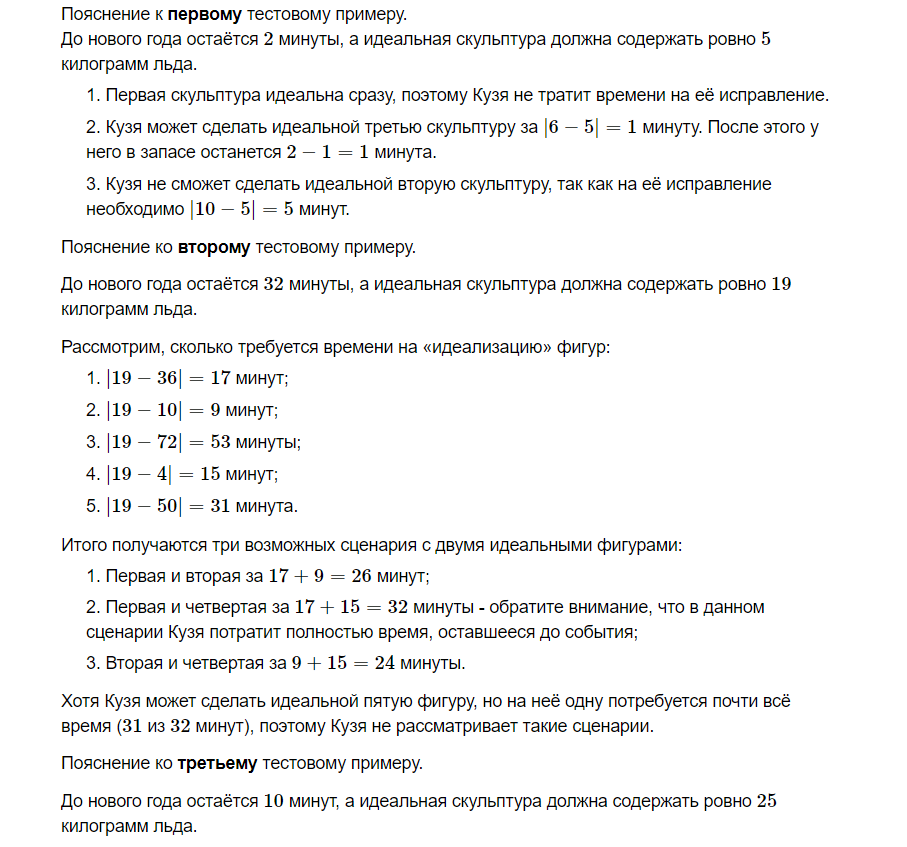 Пояснение к первому тестовому примеру.
До нового года остаётся 2 минуты, а идеальная скульптура должна содержать ровно 5
килограмм льда.
1. Первая скульптура идеальна сразу, поэтому Кузя не тратит времени на её исправление.
2. Кузя может сделать идеальной третью скульптуру за |6 − 5| = 1 минуту. После этого у
него в запасе останется 2 − 1 = 1 минута.
3. Кузя не сможет сделать идеальной вторую скульптуру, так как на её исправление
необходимо |10 − 5| = 5 минут.
Пояснение ко второму тестовому примеру.
До нового года остаётся 32 минуты, а идеальная скульптура должна содержать ровно 19
килограмм льда.
Рассмотрим, сколько требуется времени на «идеализацию» фигур:
1. |19 − 36| = 17 минут;
2. |19 − 10| = 9 минут;
3. |19 − 72| = 53 минуты;
4. |19 − 4| = 15 минут;
5. |19 − 50| = 31 минута.
Итого получаются три возможных сценария с двумя идеальными фигурами:
1. Первая и вторая за 17 + 9 = 26 минут;
2. Первая и четвертая за 17 + 15 = 32 минуты - обратите внимание, что в данном
сценарии Кузя потратит полностью время, оставшееся до события;
3. Вторая и четвертая за 9 + 15 = 24 минуты.
Хотя Кузя может сделать идеальной пятую фигуру, но на неё одну потребуется почти всё
время (31 из 32 минут), поэтому Кузя не рассматривает такие сценарии.
Пояснение ко третьему тестовому примеру.
До нового года остаётся 10 минут, а идеальная скульптура должна содержать ровно 25
килограмм льда.